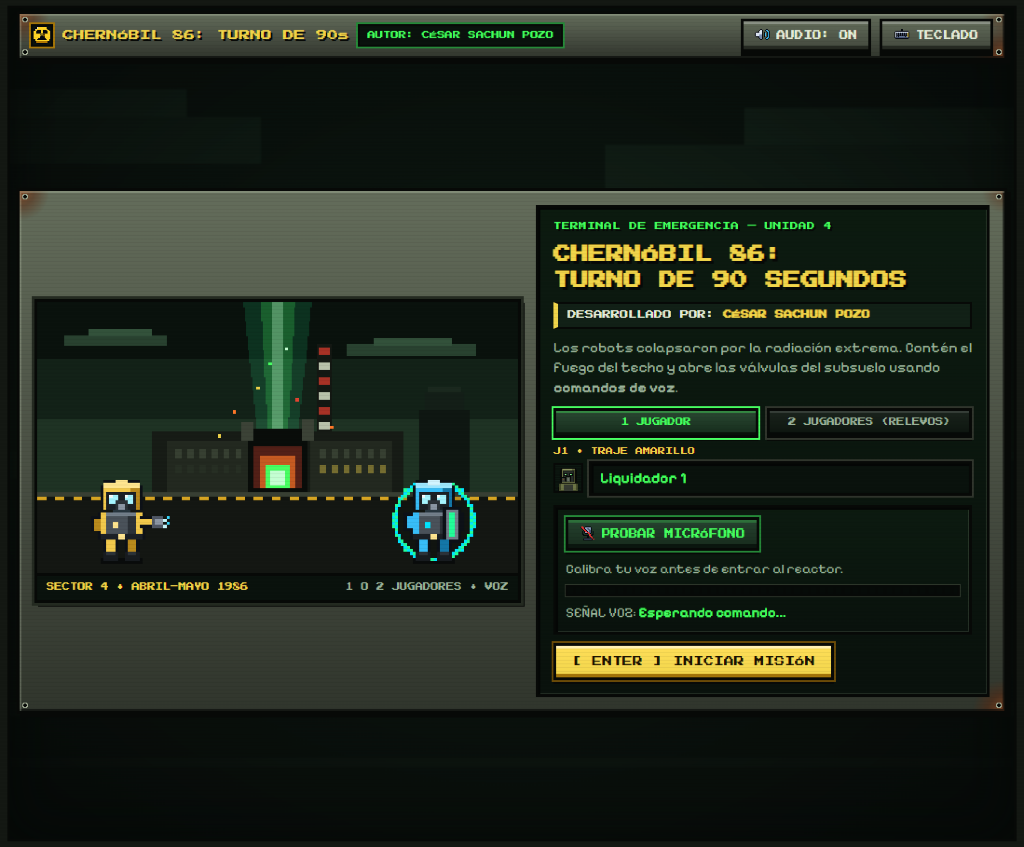 CHERNóBIL 86: TURNO DE 90s
AUTOR: CéSAR SACHUN POZO
AUDIO: ON
TECLADO
TERMINAL DE EMERGENCIA — UNIDAD 4
CHERNóBIL 86:
TURNO DE 90 SEGUNDOS
DESARROLLADO POR: CéSAR SACHUN POZO
Los robots colapsaron por la radiación extrema. Contén el
fuego del techo y abre las válvulas del subsuelo usando
comandos de voz.
1 JUGADOR
2 JUGADORES (RELEVOS)
J1 • TRAJE AMARILLO
Liquidador 1
PROBAR MICRóFONO
Calibra tu voz antes de entrar al reactor.
SEÑAL VOS: Esperando comando...
[ ENTER ] INICIAR MISIóN
SECTOR 4 • ABRIL-MAYO 1986
1 O 2 JUGADORES • VOZ